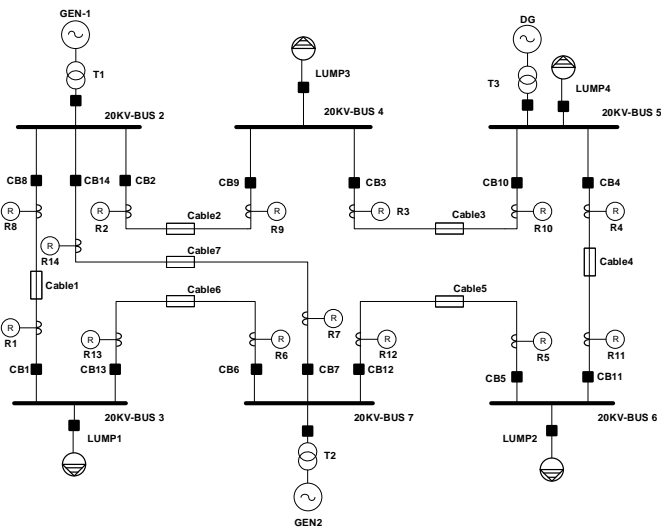 GEN-1
DG
T1
LUMP3
T3
LUMP4
20KV-BUS 2
20KV-BUS 4
20KV-BUS 5
CB8
CB14
CB2
CB9
CB3
CB10
CB4
R
R
R
R
R
R
R
R8
R2
Cable2
R9
R3
Cable3
R10
R4
R
R14
Cable7
Cable4
Cable1
Cable6
Cable5
R
R
R
R
R
R
R
R1
R13
R6
R7
R12
R5
R11
CB1
CB13
CB6
CB7
CB12
CB5
CB11
20KV-BUS 3
20KV-BUS 7
20KV-BUS 6
LUMP1
T2
LUMP2
GEN2